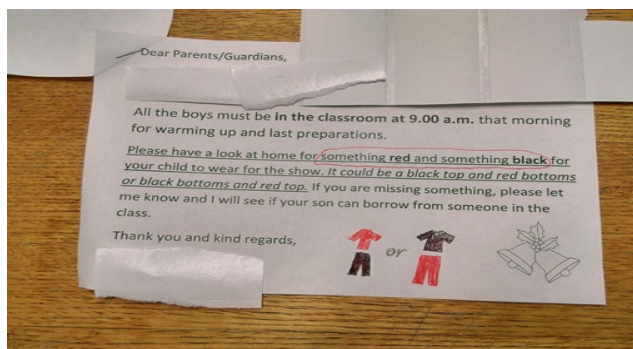 Dear Parents/Guardians,
All the boys must be in the classroom at 9.00 a.m. that morning
for warming up and last preparations.
Please have a look at home for something red and something black for
your child to wear for the show. It could be a black top and red bottoms
or black bottoms and red top. If you are missing something, please let
me know and I will see if your son can borrow from someone in the
class.
Thank you and kind regards,
or